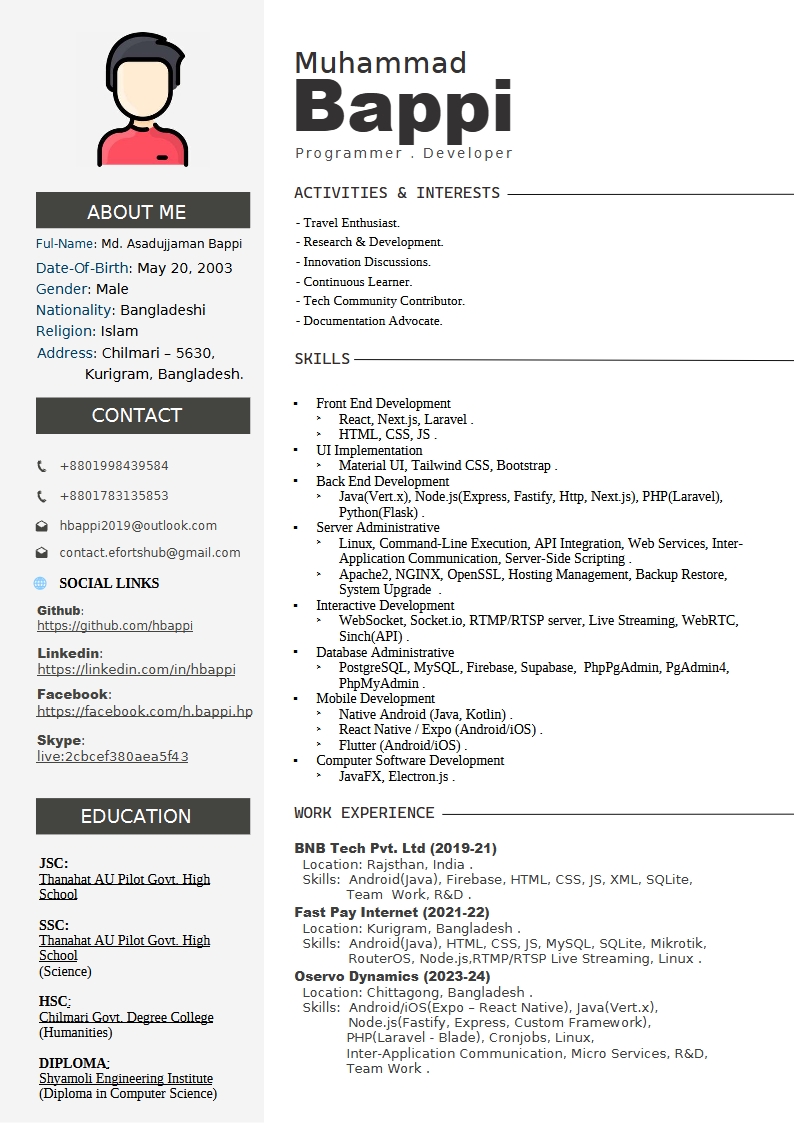 Muhammad
Bappi
Programmer . Developer
ABOUT ME
Ful-Name: Md. Asadujjaman Bappi
Date-Of-Birth: May 20, 2003
Gender: Male
Nationality: Bangladeshi
Religion: Islam
Address: Chilmari – 5630,
Kurigram, Bangladesh.
CONTACT
+8801998439584
+8801783135853
hbappi2019@outlook.com
contact.efortshub@gmail.com
SOCIAL LINKS
Github:
https://github.com/hbappi
Linkedin:
https://linkedin.com/in/hbappi
Facebook:
https://facebook.com/h.bappi.hp
Skype:
live:2cbcef380aea5f43
EDUCATION
JSC:
Thanahat AU Pilot Govt. High
School
SSC:
Thanahat AU Pilot Govt. High
School
(Science)
HSC:
Chilmari Govt. Degree College
(Humanities)
DIPLOMA:
Shyamoli Engineering Institute
(Diploma in Computer Science)
ACTIVITIES & INTERESTS
- Travel Enthusiast.
- Research & Development.
- Innovation Discussions.
- Continuous Learner.
- Tech Community Contributor.
- Documentation Advocate.
SKILLS
▪ Front End Development
➢ React, Next.js, Laravel .
➢ HTML, CSS, JS .
▪ UI Implementation
➢ Material UI, Tailwind CSS, Bootstrap .
▪ Back End Development
➢ Java(Vert.x), Node.js(Express, Fastify, Http, Next.js), PHP(Laravel),
Python(Flask) .
▪ Server Administrative
➢ Linux, Command-Line Execution, API Integration, Web Services, Inter-
Application Communication, Server-Side Scripting .
➢ Apache2, NGINX, OpenSSL, Hosting Management, Backup Restore,
System Upgrade .
▪ Interactive Development
➢ WebSocket, Socket.io, RTMP/RTSP server, Live Streaming, WebRTC,
Sinch(API) .
▪ Database Administrative
➢ PostgreSQL, MySQL, Firebase, Supabase, PhpPgAdmin, PgAdmin4,
PhpMyAdmin .
▪ Mobile Development
➢ Native Android (Java, Kotlin) .
➢ React Native / Expo (Android/iOS) .
➢ Flutter (Android/iOS) .
▪ Computer Software Development
➢ JavaFX, Electron.js .
WORK EXPERIENCE
BNB Tech Pvt. Ltd (2019-21)
Location: Rajsthan, India .
Skills: Android(Java), Firebase, HTML, CSS, JS, XML, SQLite,
Team Work, R&D .
Fast Pay Internet (2021-22)
Location: Kurigram, Bangladesh .
Skills: Android(Java), HTML, CSS, JS, MySQL, SQLite, Mikrotik,
RouterOS, Node.js,RTMP/RTSP Live Streaming, Linux .
Oservo Dynamics (2023-24)
Location: Chittagong, Bangladesh .
Skills: Android/iOS(Expo – React Native), Java(Vert.x),
Node.js(Fastify, Express, Custom Framework),
PHP(Laravel - Blade), Cronjobs, Linux,
Inter-Application Communication, Micro Services, R&D,
Team Work .